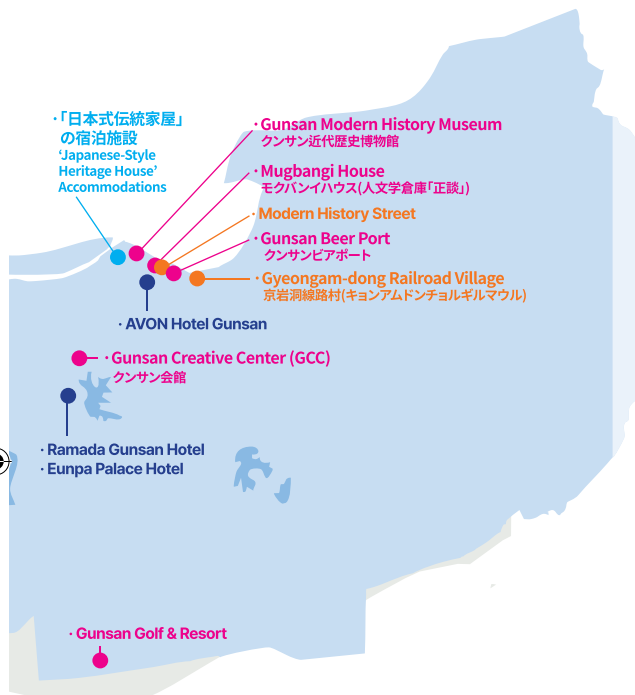 ·「日本式伝統家屋」
の宿泊施設
‘Japanese-Style
Heritage House’
Accommodations
· Gunsan Modern History Museum
クンサン近代歴史博物館
· Mugbangi House
モクバンイハウス(人文学倉庫「正談」)
· Modern History Street
· Gunsan Beer Port
クンサンビアポート
· Gyeongam-dong Railroad Village
京岩洞線路村(キョンアムドンチョルギルマウル)
· AVON Hotel Gunsan
· Gunsan Creative Center (GCC)
クンサン会館
· Ramada Gunsan Hotel
· Eunpa Palace Hotel
· Gunsan Golf & Resort